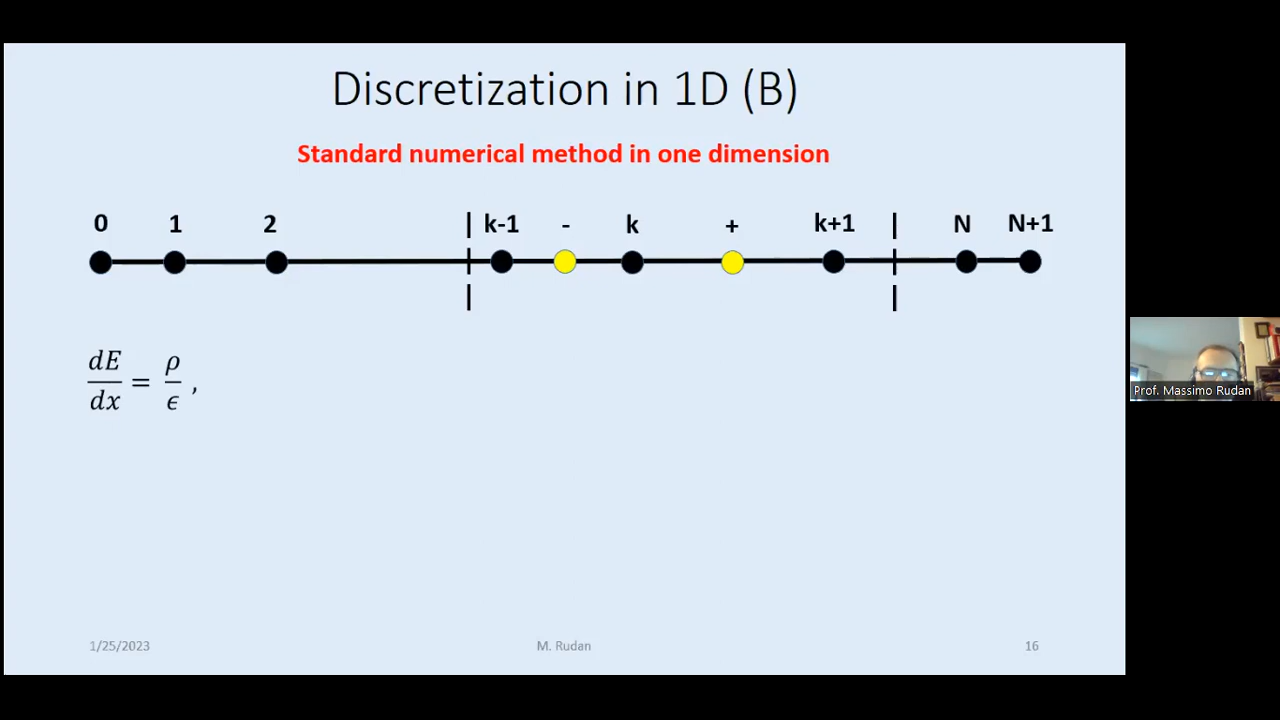 Discretization in 1D (B)
Standard numerical method in one dimension
0 1 2 | k-1 - k + k+1 | N N+1
dE/dx = ρ/ϵ ,
Prof. Massimo Rudan
1/25/2023 M. Rudan 16